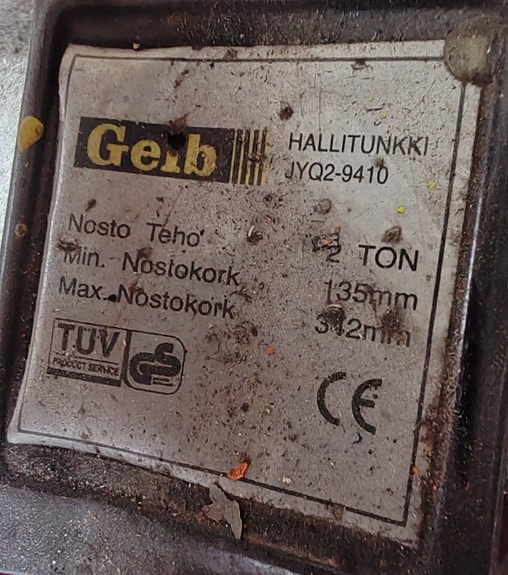 Gelb
HALLITUNKKI
JYQ2-9410
Nosto Teho 2 TON
Min. Nostokork 135mm
Max. Nostokork 342mm
TÜV
PRODUCT SERVICE
GS
CE